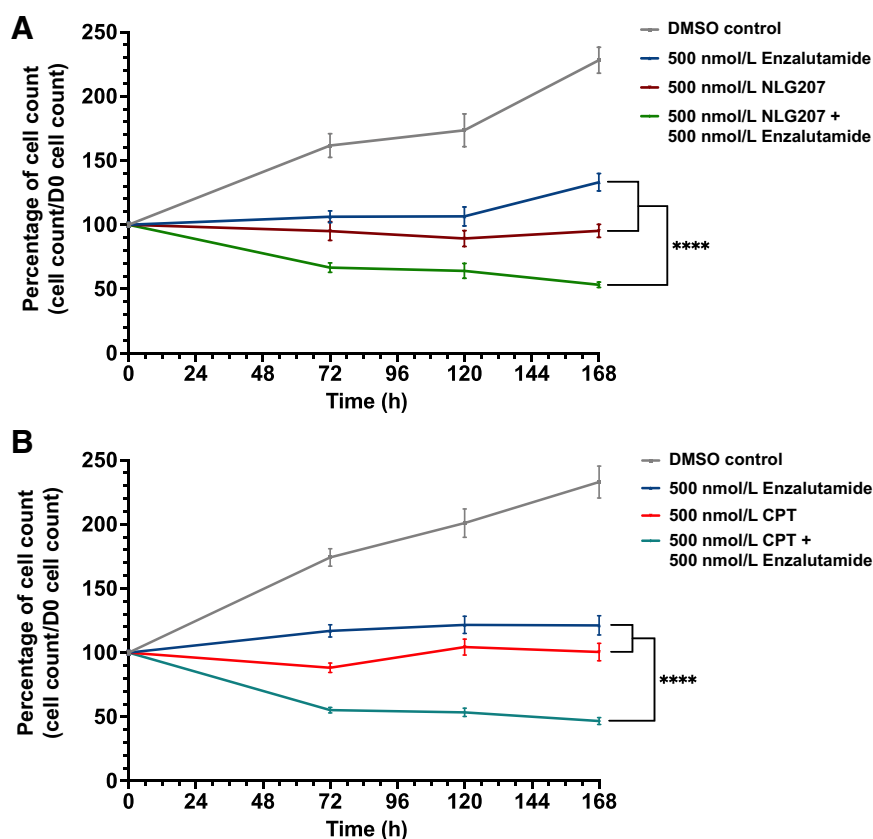 A
Percentage of cell count
(cell count/D0 cell count)
250
200
150
100
50
0
0 24 48 72 96 120 144 168
Time (h)
DMSO control
500 nmol/L Enzalutamide
500 nmol/L NLG207
500 nmol/L NLG207 +
500 nmol/L Enzalutamide
****
B
Percentage of cell count
(cell count/D0 cell count)
250
200
150
100
50
0
0 24 48 72 96 120 144 168
Time (h)
DMSO control
500 nmol/L Enzalutamide
500 nmol/L CPT
500 nmol/L CPT +
500 nmol/L Enzalutamide
****